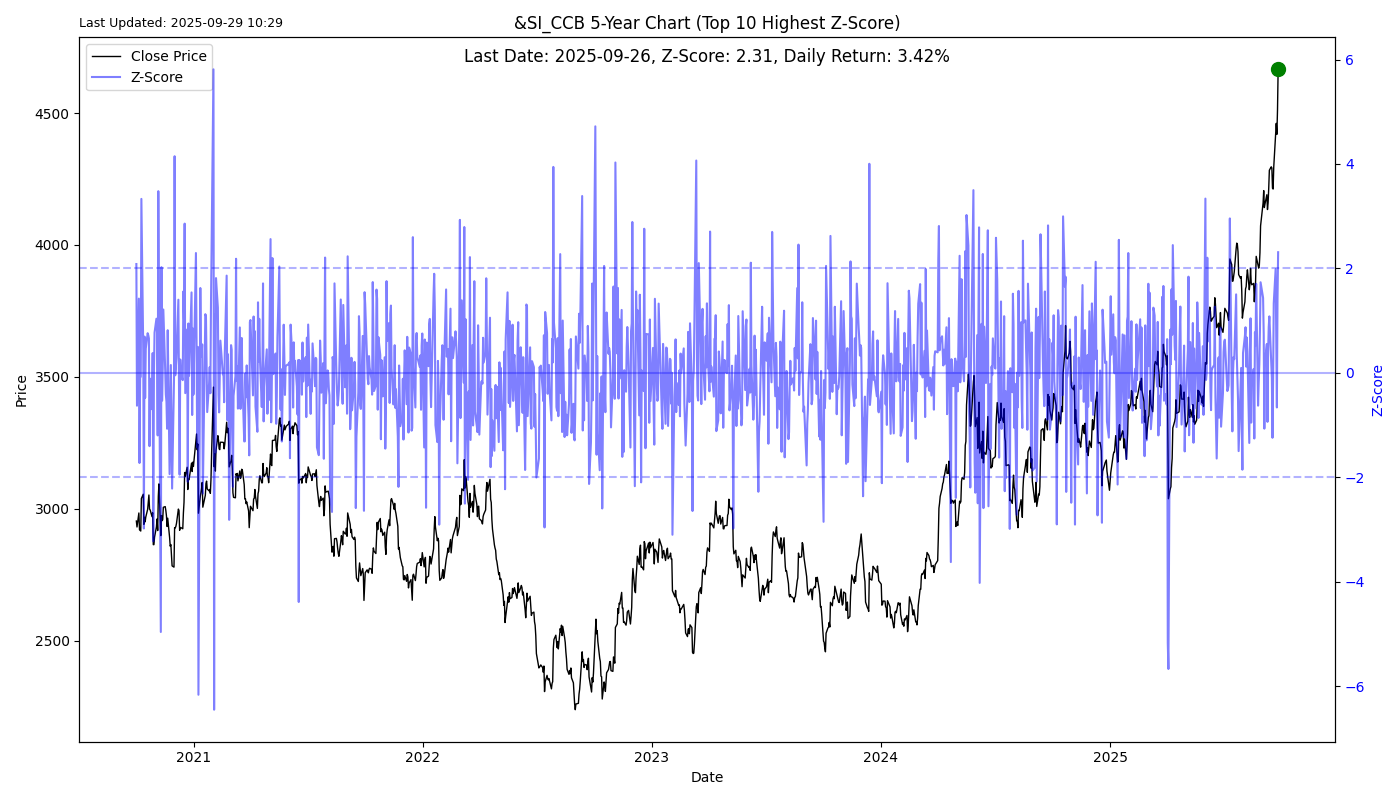 Last Updated: 2025-09-29 10:29
&SI_CCB 5-Year Chart (Top 10 Highest Z-Score)
Last Date: 2025-09-26, Z-Score: 2.31, Daily Return: 3.42%
Close Price
Z-Score
4500
4000
3500
3000
2500
Price
6
4
2
0
−2
−4
−6
Z-Score
2021
2022
2023
2024
2025
Date